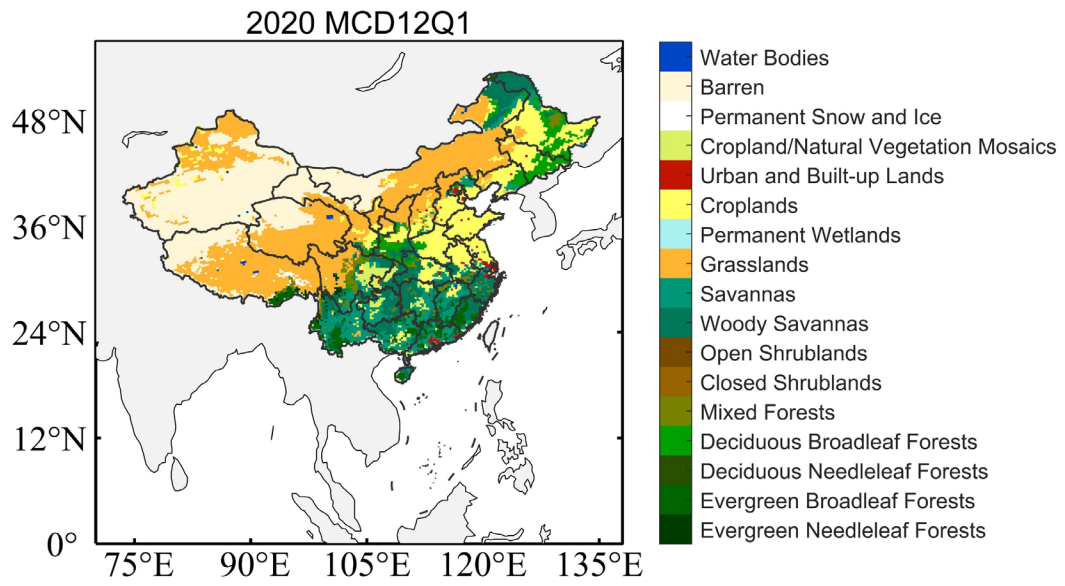 2020 MCD12Q1
48°N
36°N
24°N
12°N
0°
75°E 90°E 105°E 120°E 135°E
Water Bodies
Barren
Permanent Snow and Ice
Cropland/Natural Vegetation Mosaics
Urban and Built-up Lands
Croplands
Permanent Wetlands
Grasslands
Savannas
Woody Savannas
Open Shrublands
Closed Shrublands
Mixed Forests
Deciduous Broadleaf Forests
Deciduous Needleleaf Forests
Evergreen Broadleaf Forests
Evergreen Needleleaf Forests